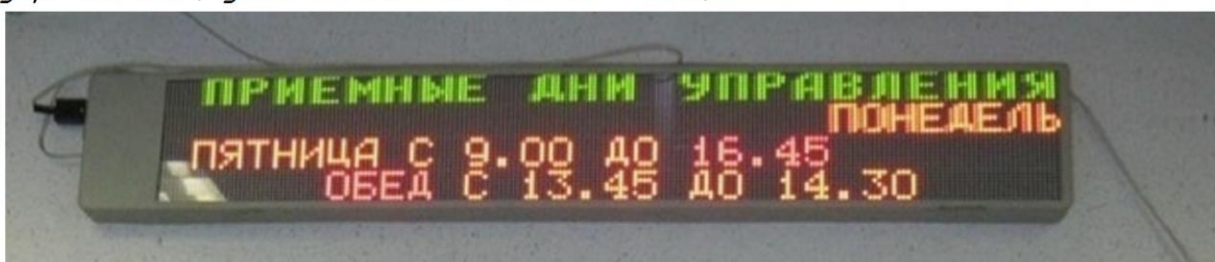 ПРИЕМНЫЕ ДНИ УПРАВЛЕНИЯ
ПОНЕДЕЛЬ
ПЯТНИЦА С 9.00 ДО 16.45
ОБЕД С 13.45 ДО 14.30